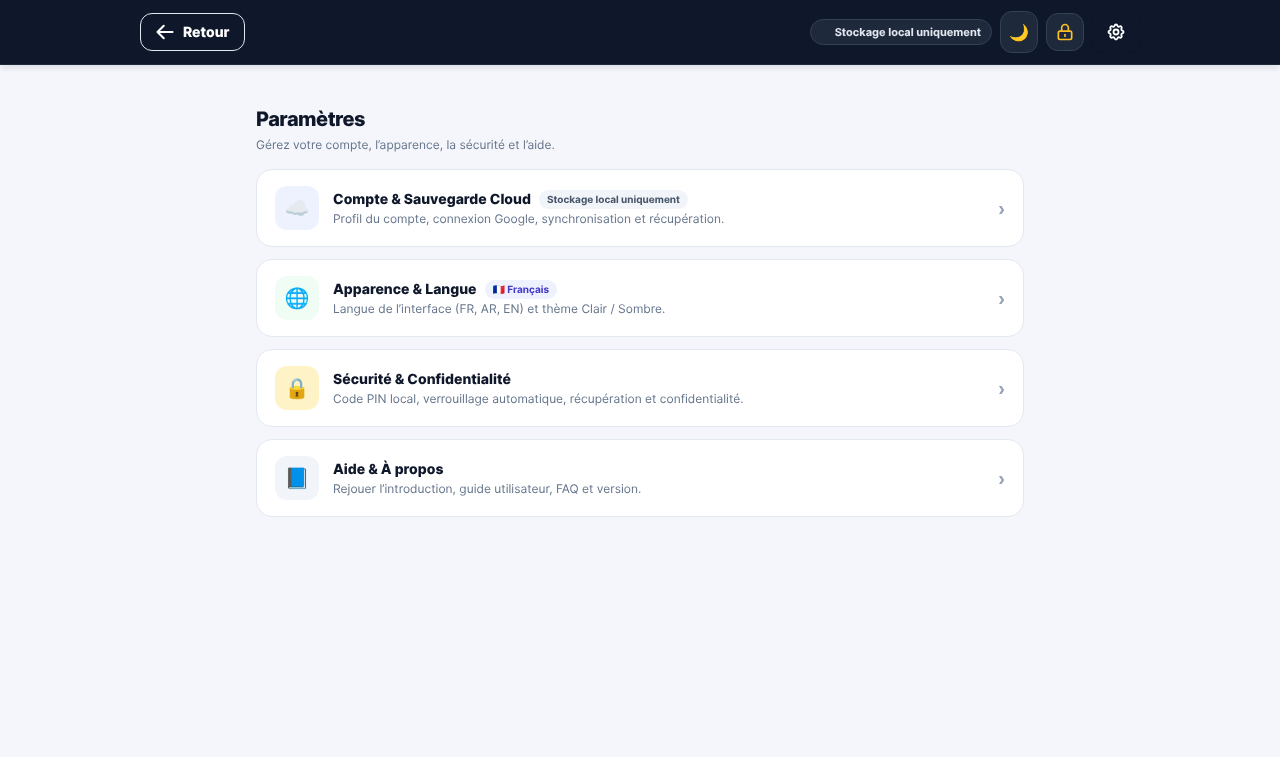 Retour
Stockage local uniquement
Paramètres
Gérez votre compte, l’apparence, la sécurité et l’aide.
Compte & Sauvegarde Cloud
Stockage local uniquement
Profil du compte, connexion Google, synchronisation et récupération.
Apparence & Langue
Français
Langue de l’interface (FR, AR, EN) et thème Clair / Sombre.
Sécurité & Confidentialité
Code PIN local, verrouillage automatique, récupération et confidentialité.
Aide & À propos
Rejouer l’introduction, guide utilisateur, FAQ et version.